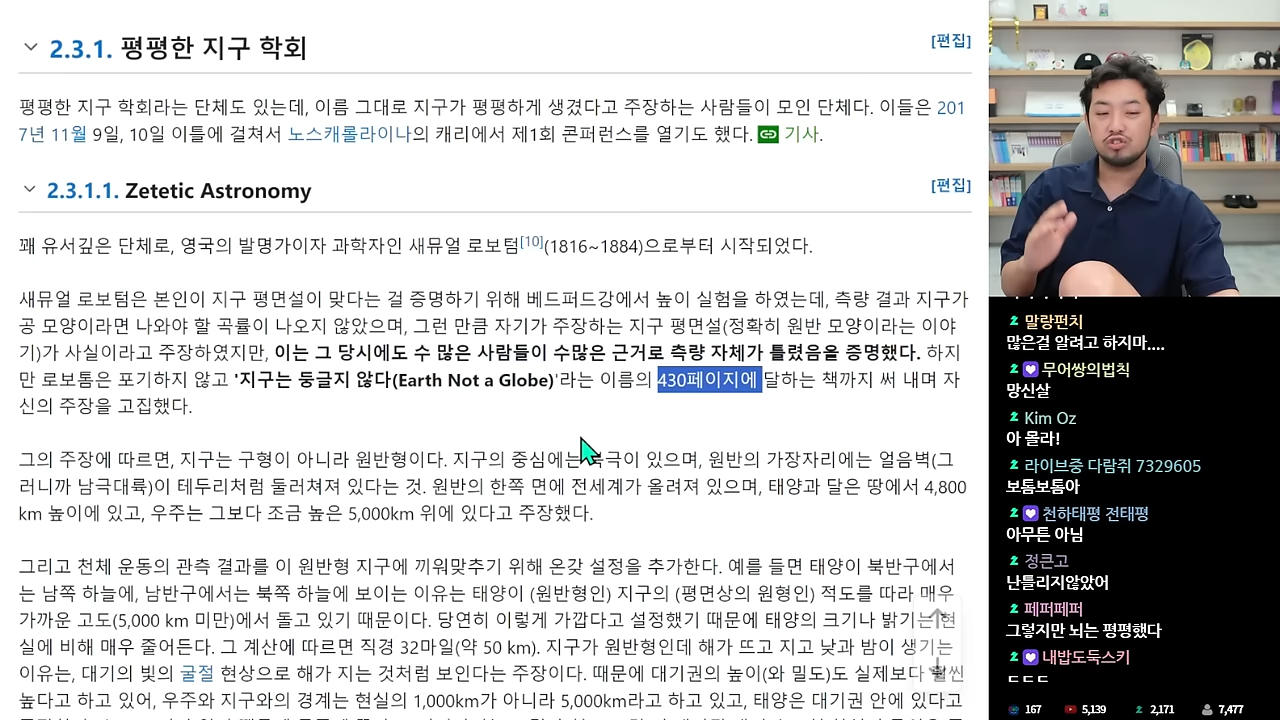 2.3.1. 평평한 지구 학회
[편집]
평평한 지구 학회라는 단체도 있는데, 이름 그대로 지구가 평평하게 생겼다고 주장하는 사람들이 모인 단체다. 이들은 201
7년 11월 9일, 10일 이틀에 걸쳐서 노스캐롤라이나의 캐리에서 제1회 콘퍼런스를 열기도 했다. 기사.
2.3.1.1. Zetetic Astronomy
[편집]
꽤 유서깊은 단체로, 영국의 발명가이자 과학자인 새뮤얼 로보텀[10](1816~1884)으로부터 시작되었다.
새뮤얼 로보텀은 본인이 지구 평면설이 맞다는 걸 증명하기 위해 베드퍼드강에서 높이 실험을 하였는데, 측량 결과 지구가
공 모양이라면 나와야 할 곡률이 나오지 않았으며, 그런 만큼 자기가 주장하는 지구 평면설(정확히 원반 모양이라는 이야
기)가 사실이라고 주장하였지만, 이는 그 당시에도 수 많은 사람들이 수많은 근거로 측량 자체가 틀렸음을 증명했다. 하지
만 로보톰은 포기하지 않고 '지구는 둥글지 않다(Earth Not a Globe)'라는 이름의 430페이지에 달하는 책까지 써 내며 자
신의 주장을 고집했다.
그의 주장에 따르면, 지구는 구형이 아니라 원반형이다. 지구의 중심에는 북극이 있으며, 원반의 가장자리에는 얼음벽(그
러니까 남극대륙)이 테두리처럼 둘러쳐져 있다는 것. 원반의 한쪽 면에 전세계가 올려져 있으며, 태양과 달은 땅에서 4,800
km 높이에 있고, 우주는 그보다 조금 높은 5,000km 위에 있다고 주장했다.
그리고 천체 운동의 관측 결과를 이 원반형 지구에 끼워맞추기 위해 온갖 설정을 추가한다. 예를 들면 태양이 북반구에서
는 남쪽 하늘에, 남반구에서는 북쪽 하늘에 보이는 이유는 태양이 (원반형인) 지구의 (평면상의 원형인) 적도를 따라 매우
가까운 고도(5,000 km 미만)에서 돌고 있기 때문이다. 당연히 이렇게 가깝다고 설정했기 때문에 태양의 크기나 밝기는 현
실에 비해 매우 줄어든다. 그 계산에 따르면 직경 32마일(약 50 km). 지구가 원반형인데 해가 뜨고 지고 낮과 밤이 생기는
이유는, 대기의 빛의 굴절 현상으로 해가 지는 것처럼 보인다는 주장이다. 때문에 대기권의 높이(와 밀도)도 실제보다 훨씬
높다고 하고 있어, 우주와 지구와의 경계는 현실의 1,000km가 아니라 5,000km라고 하고 있고, 태양은 대기권 안에 있다고
말랑펀치
많은걸 알려고 하지마....
무어쌍의법칙
망신살
Kim Oz
아 몰라!
라이브중 다람쥐 7329605
보톰보톰아
천하태평 전태평
아무튼 아님
정큰고
난틀리지않았어
페퍼페퍼
그렇지만 뇌는 평평했다
내밥도둑스키
ㄷㄷㄷ
167
5,139
2,171
7,477